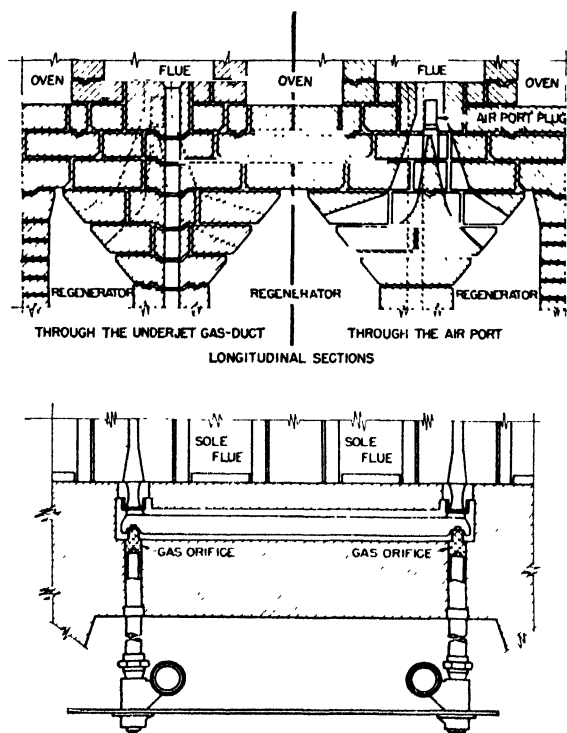 OVEN
FLUE
OVEN
FLUE
OVEN
AIR PORT PLUG
REGENERATOR
REGENEHATOR
REGENERATOR
THROUGH THE UNDERJET GAS-DUCT
THROUGH THE AIR PORT
LONGITUDINAL SECTIONS
SOLE
FLUE
SOLE
FLUE
GAS ORIFICE
GAS ORIFICE